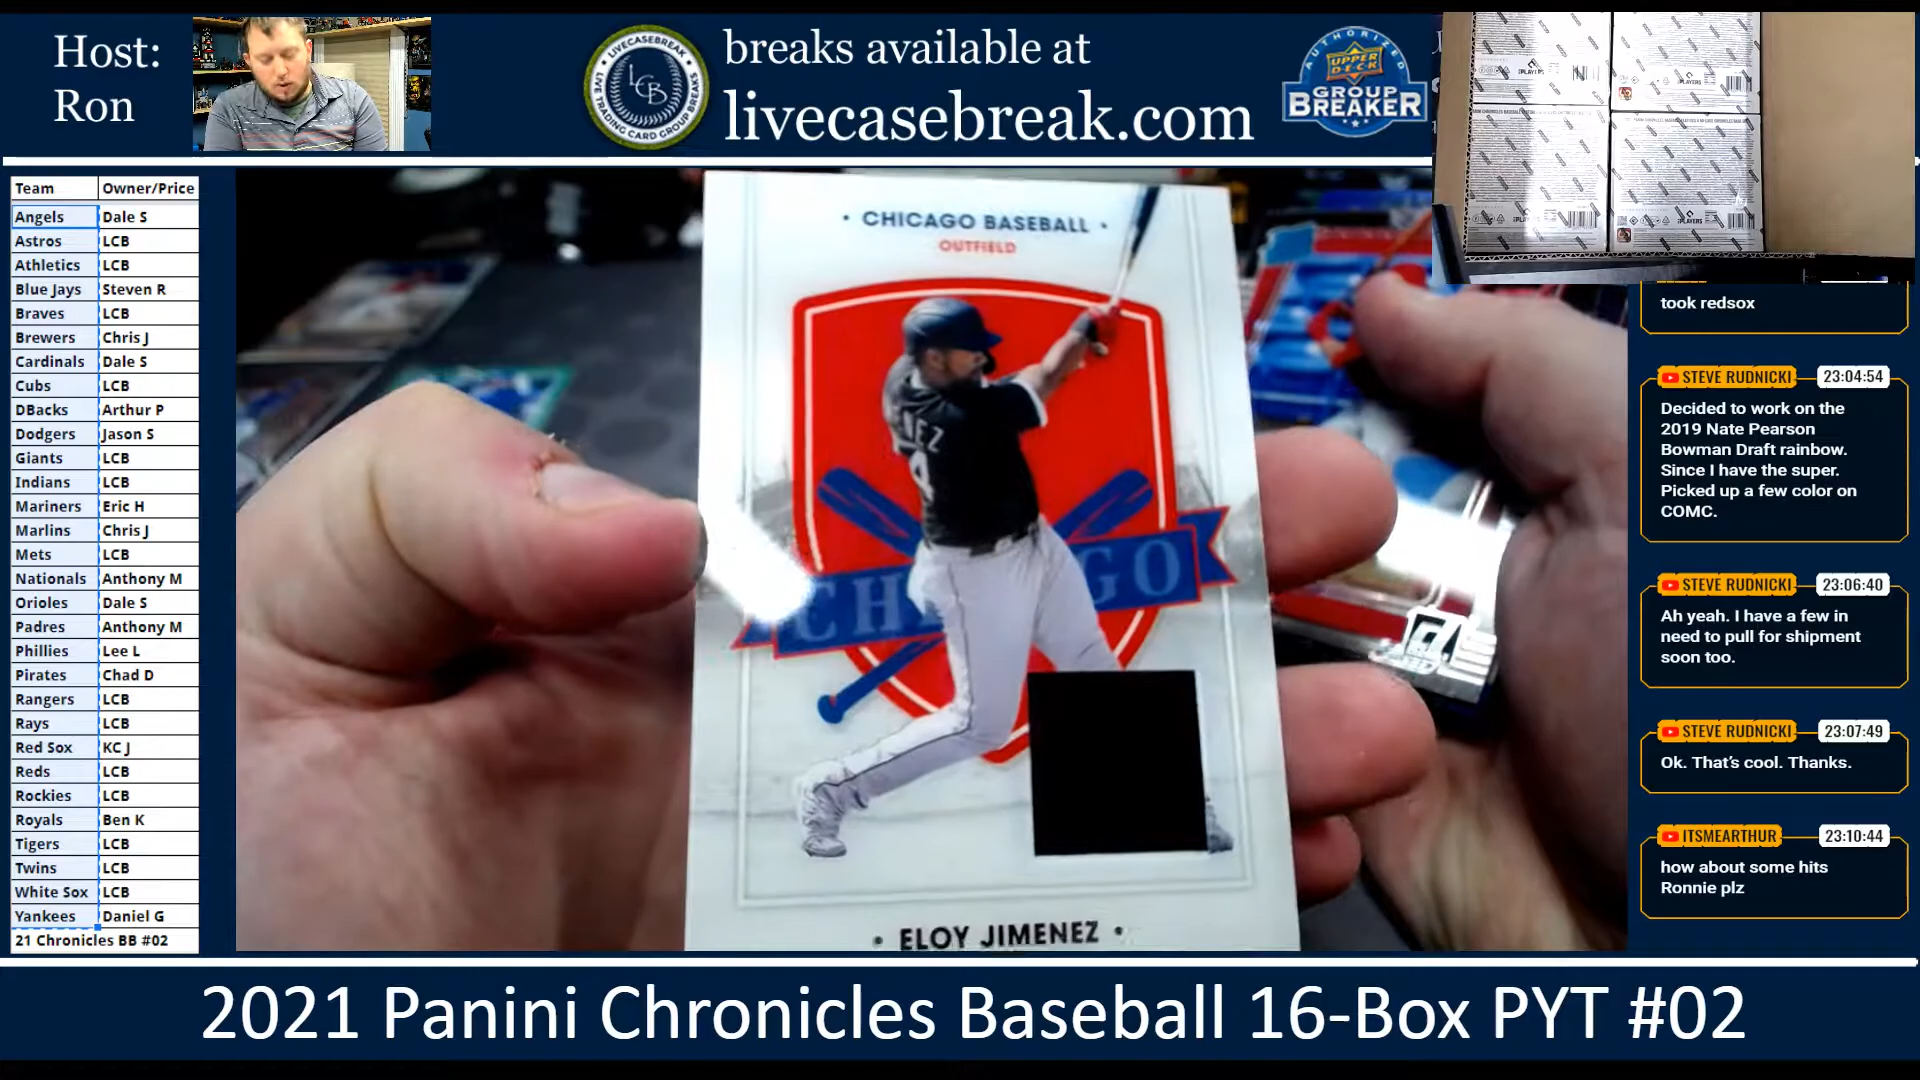 Host:
Ron
LIVECASEBREAK
LCB
LIVE TRADING CARD GROUP BREAKS
breaks available at
livecasebreak.com
AUTHORIZED
UPPER DECK
GROUP
BREAKER
Team Owner/Price
Angels Dale S
Astros LCB
Athletics LCB
Blue Jays Steven R
Braves LCB
Brewers Chris J
Cardinals Dale S
Cubs LCB
DBacks Arthur P
Dodgers Jason S
Giants LCB
Indians LCB
Mariners Eric H
Marlins Chris J
Mets LCB
Nationals Anthony M
Orioles Dale S
Padres Anthony M
Phillies Lee L
Pirates Chad D
Rangers LCB
Rays LCB
Red Sox KC J
Reds LCB
Rockies LCB
Royals Ben K
Tigers LCB
Twins LCB
White Sox LCB
Yankees Daniel G
21 Chronicles BB #02
• CHICAGO BASEBALL •
OUTFIELD
• ELOY JIMENEZ •
took redsox
STEVE RUDNICKI 23:04:54
Decided to work on the
2019 Nate Pearson
Bowman Draft rainbow.
Since I have the super.
Picked up a few color on
COMC.
STEVE RUDNICKI 23:06:40
Ah yeah. I have a few in
need to pull for shipment
soon too.
STEVE RUDNICKI 23:07:49
Ok. That's cool. Thanks.
ITSMEARTHUR 23:10:44
how about some hits
Ronnie plz
2021 Panini Chronicles Baseball 16-Box PYT #02